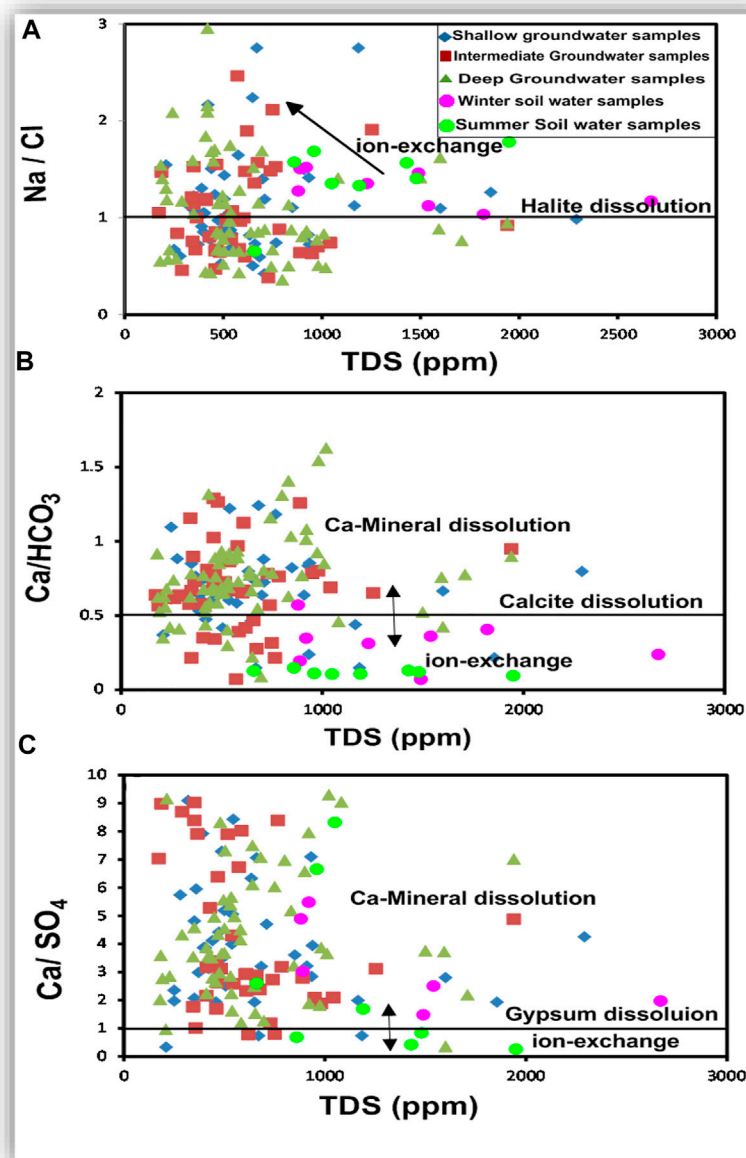 A
3
2
1
0
Na / Cl
Shallow groundwater samples
Intermediate Groundwater samples
Deep Groundwater samples
Winter soil water samples
Summer Soil water samples
ion-exchange
Halite dissolution
0 500 1000 1500 2000 2500 3000
TDS (ppm)
B
2
1.5
1
0.5
0
Ca/HCO₃
Ca-Mineral dissolution
Calcite dissolution
ion-exchange
0 1000 2000 3000
TDS (ppm)
C
10
9
8
7
6
5
4
3
2
1
0
Ca/ SO₄
Ca-Mineral dissolution
Gypsum dissoluion
ion-exchange
0 1000 2000 3000
TDS (ppm)